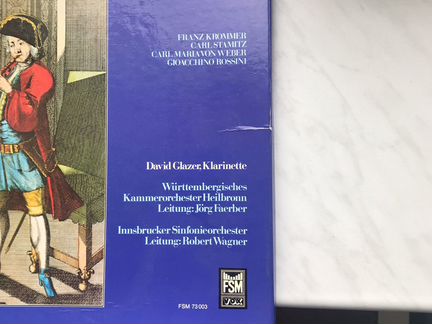 FRANZ KROMMER
CARL STAMITZ
CARL MARIA VON WEBER
GIOACCHINO ROSSINI
David Glazer, Klarinette
Württembergisches
Kammerorchester Heilbronn
Leitung: Jörg Faerber
Innsbrucker Sinfonieorchester
Leitung: Robert Wagner
FSM
VOX
FSM 73 003